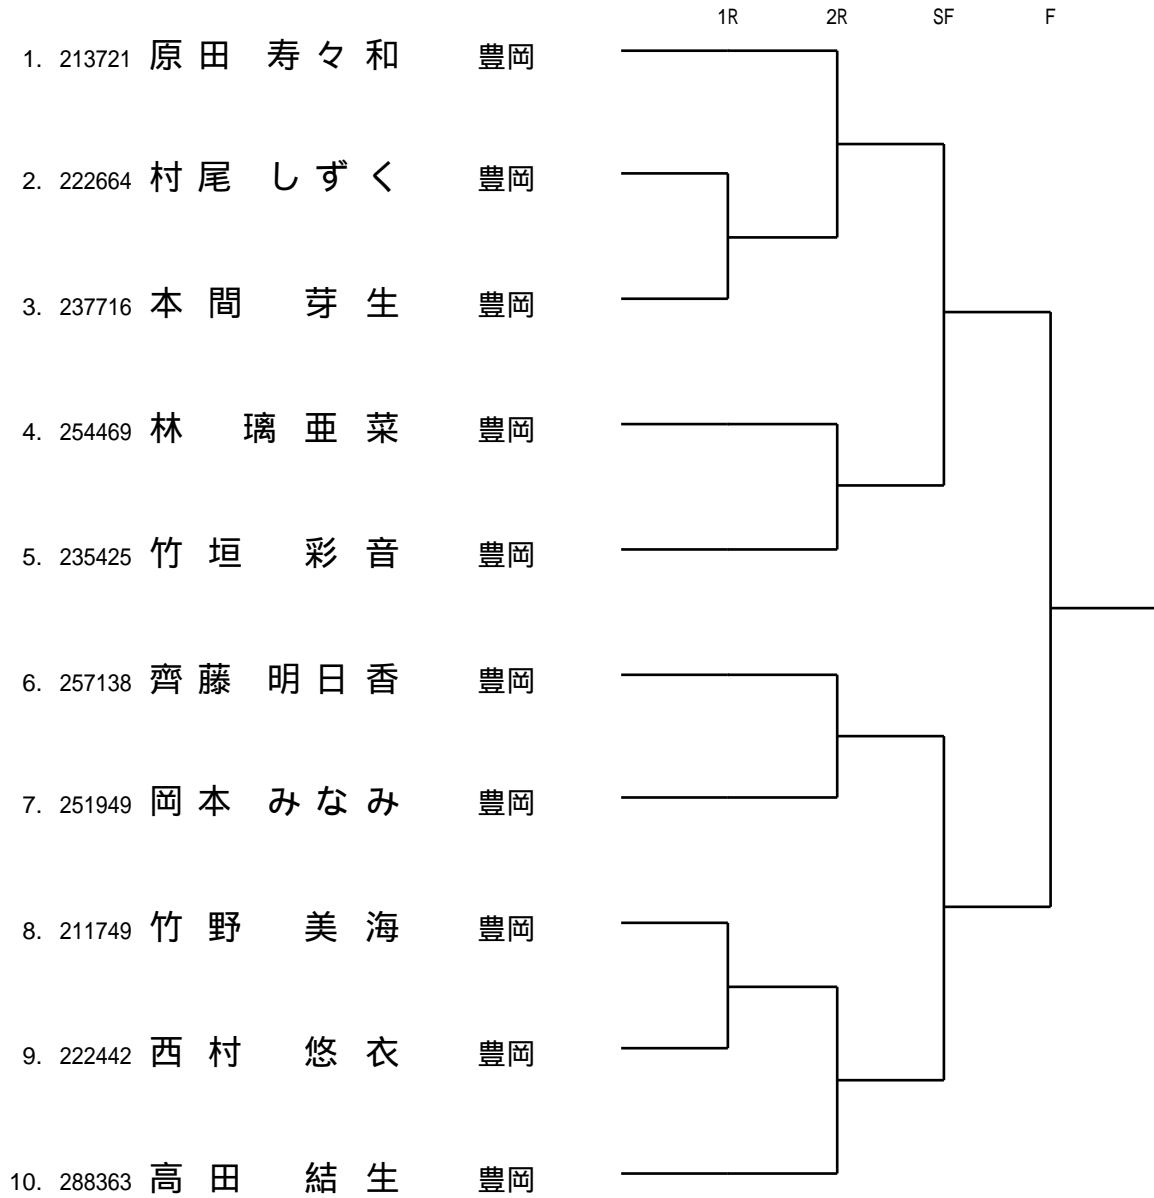 1R 2R SF F
1. 213721 原田 寿々和 豊岡
2. 222664 村尾 しずく 豊岡
3. 237716 本間 芽生 豊岡
4. 254469 林 璃亜菜 豊岡
5. 235425 竹垣 彩音 豊岡
6. 257138 齊藤 明日香 豊岡
7. 251949 岡本 みなみ 豊岡
8. 211749 竹野 美海 豊岡
9. 222442 西村 悠衣 豊岡
10. 288363 高田 結生 豊岡